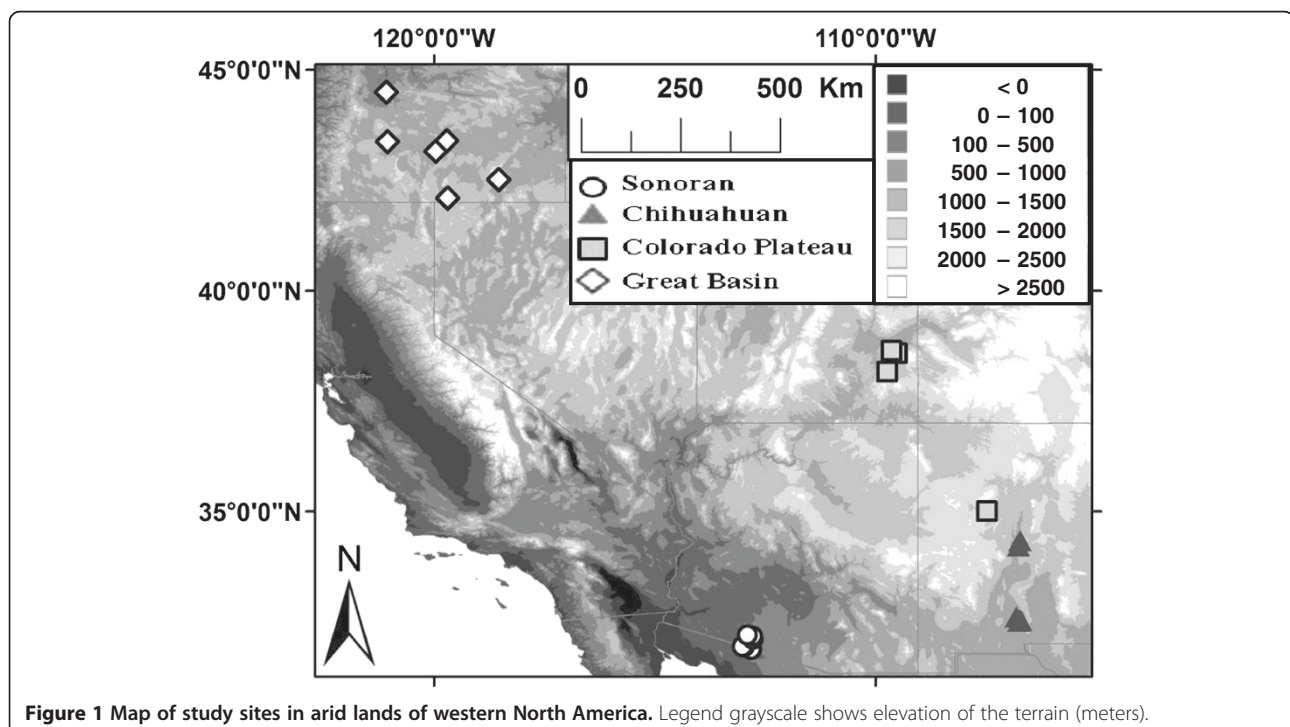 120°0'0"W 110°0'0"W
45°0'0"N
40°0'0"N
35°0'0"N
0 250 500 Km
Sonoran
Chihuahuan
Colorado Plateau
Great Basin
< 0
0 – 100
100 – 500
500 – 1000
1000 – 1500
1500 – 2000
2000 – 2500
> 2500
N
Figure 1 Map of study sites in arid lands of western North America. Legend grayscale shows elevation of the terrain (meters).